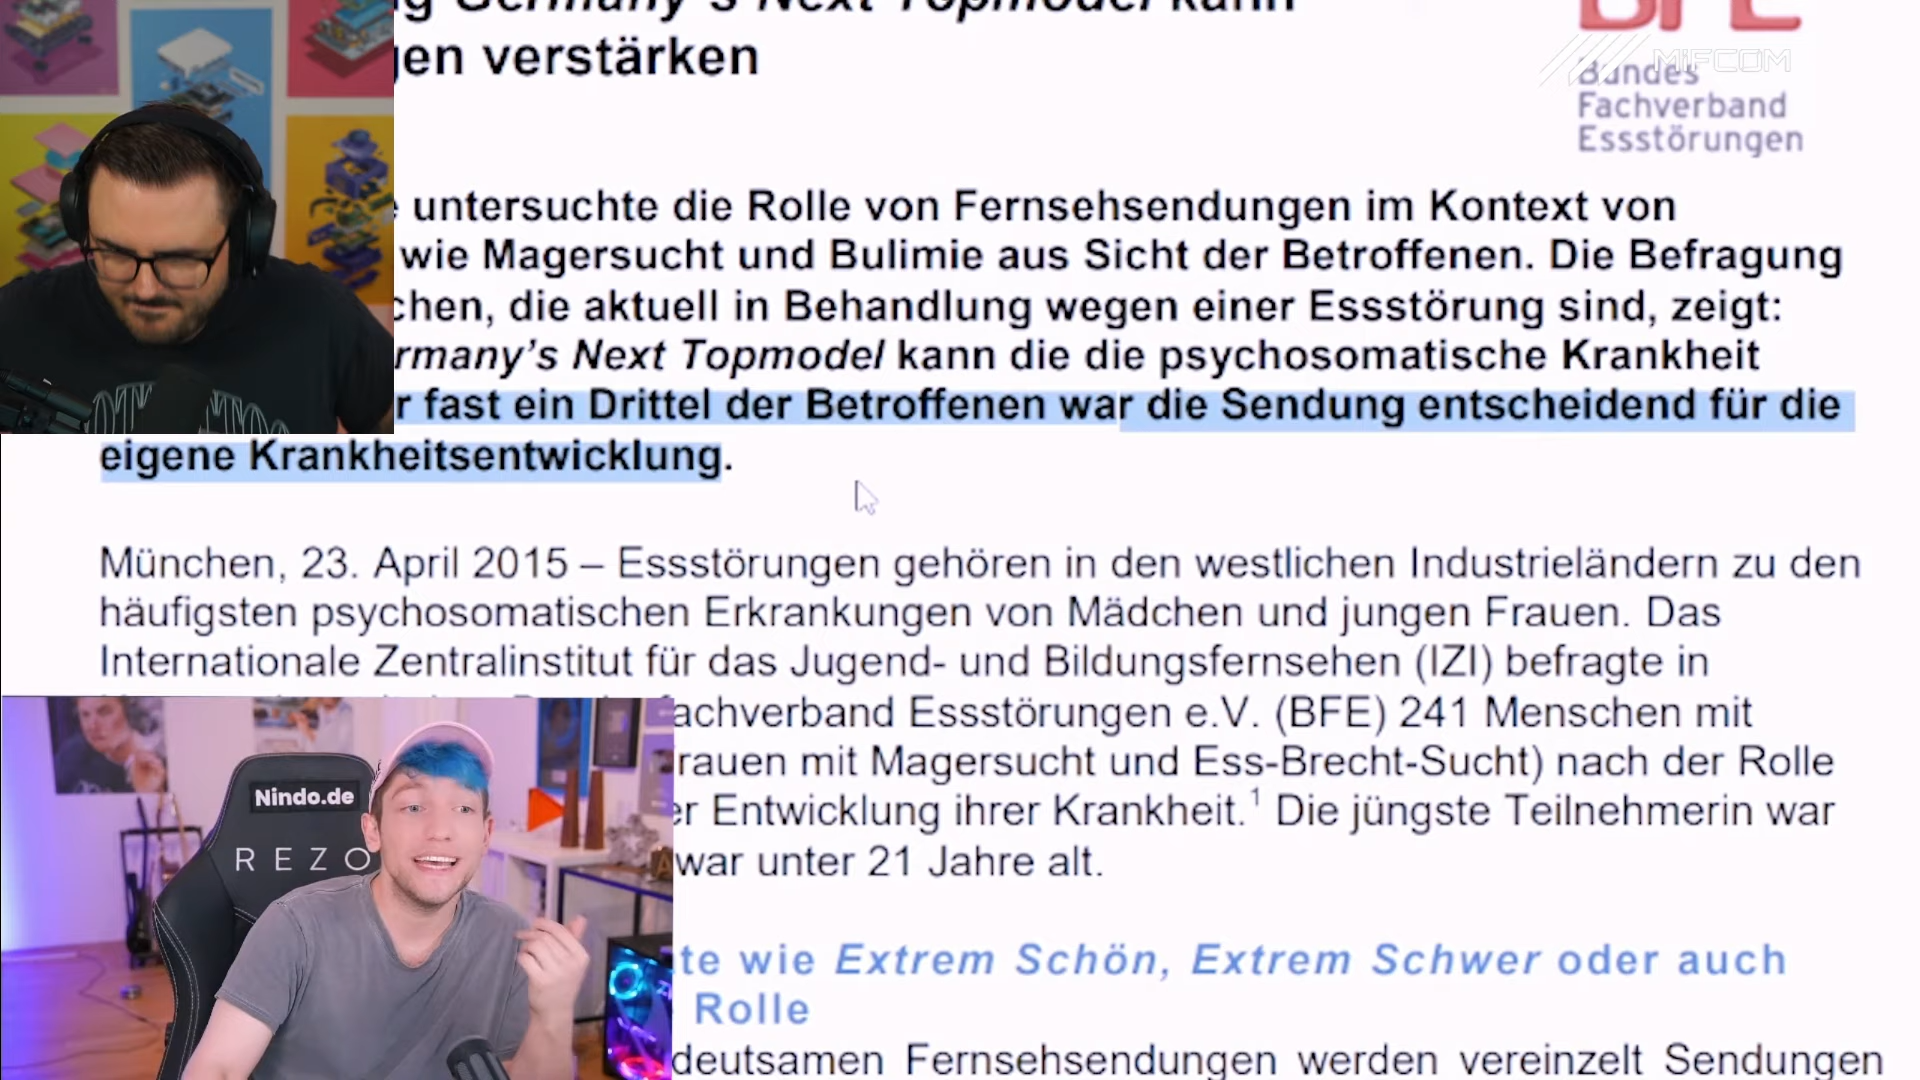 Germany's Next Topmodel kann
gen verstärken
BFE
MIFCOM
Bundes
Fachverband
Essstörungen
untersuchte die Rolle von Fernsehsendungen im Kontext von
wie Magersucht und Bulimie aus Sicht der Betroffenen. Die Befragung
chen, die aktuell in Behandlung wegen einer Essstörung sind, zeigt:
rmany's Next Topmodel kann die die psychosomatische Krankheit
r fast ein Drittel der Betroffenen war die Sendung entscheidend für die
eigene Krankheitsentwicklung.
München, 23. April 2015 – Essstörungen gehören in den westlichen Industrieländern zu den
häufigsten psychosomatischen Erkrankungen von Mädchen und jungen Frauen. Das
Internationale Zentralinstitut für das Jugend- und Bildungsfernsehen (IZI) befragte in
achverband Essstörungen e.V. (BFE) 241 Menschen mit
rauen mit Magersucht und Ess-Brecht-Sucht) nach der Rolle
er Entwicklung ihrer Krankheit.¹ Die jüngste Teilnehmerin war
war unter 21 Jahre alt.
te wie Extrem Schön, Extrem Schwer oder auch
Rolle
deutsamen Fernsehsendungen werden vereinzelt Sendungen
Nindo.de
REZO